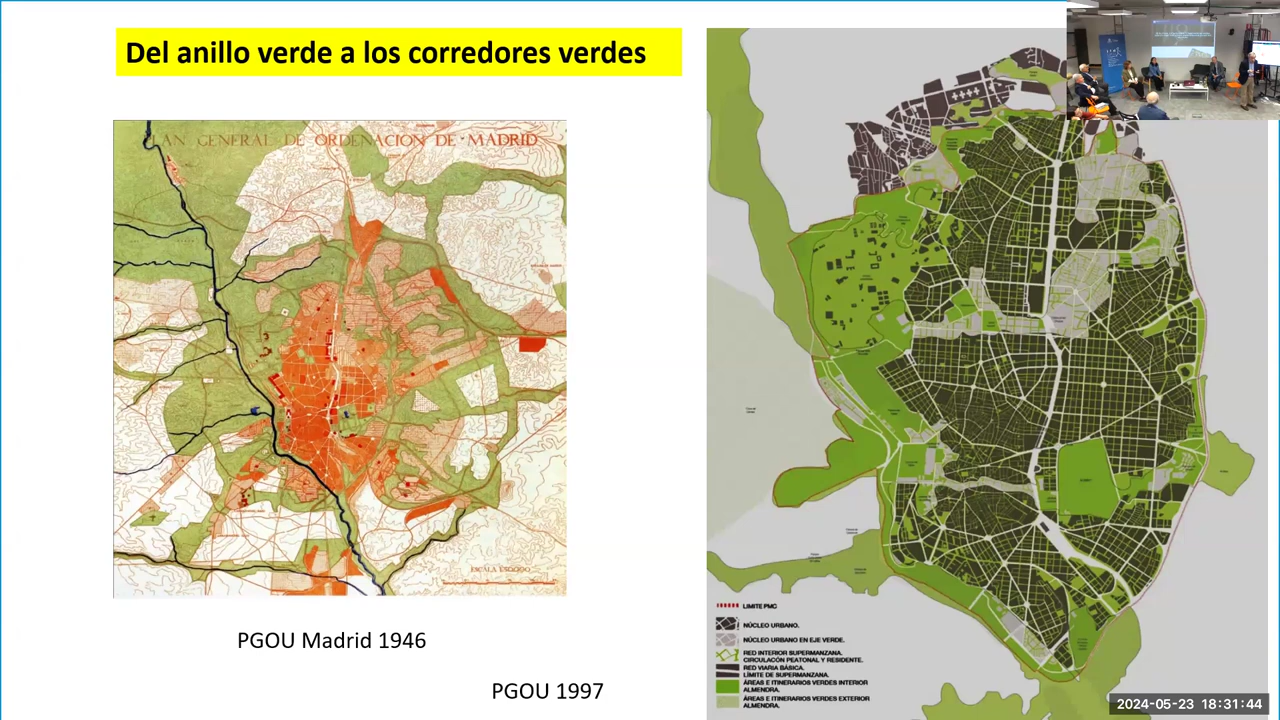 Del anillo verde a los corredores verdes
PLAN GENERAL DE ORDENACION DE MADRID
PGOU Madrid 1946
PGOU 1997
LIMITE PMC
NÚCLEO URBANO.
NÚCLEO URBANO EN EJE VERDE.
RED INTERIOR SUPERMANZANA.
CIRCULACIÓN PEATONAL Y RESIDENTE.
RED VIARIA BÁSICA.
LÍMITE DE SUPERMANZANA.
ÁREAS E ITINERARIOS VERDES INTERIOR
ALMENDRA.
ÁREAS E ITINERARIOS VERDES EXTERIOR
ALMENDRA.
2024-05-23 18:31:44